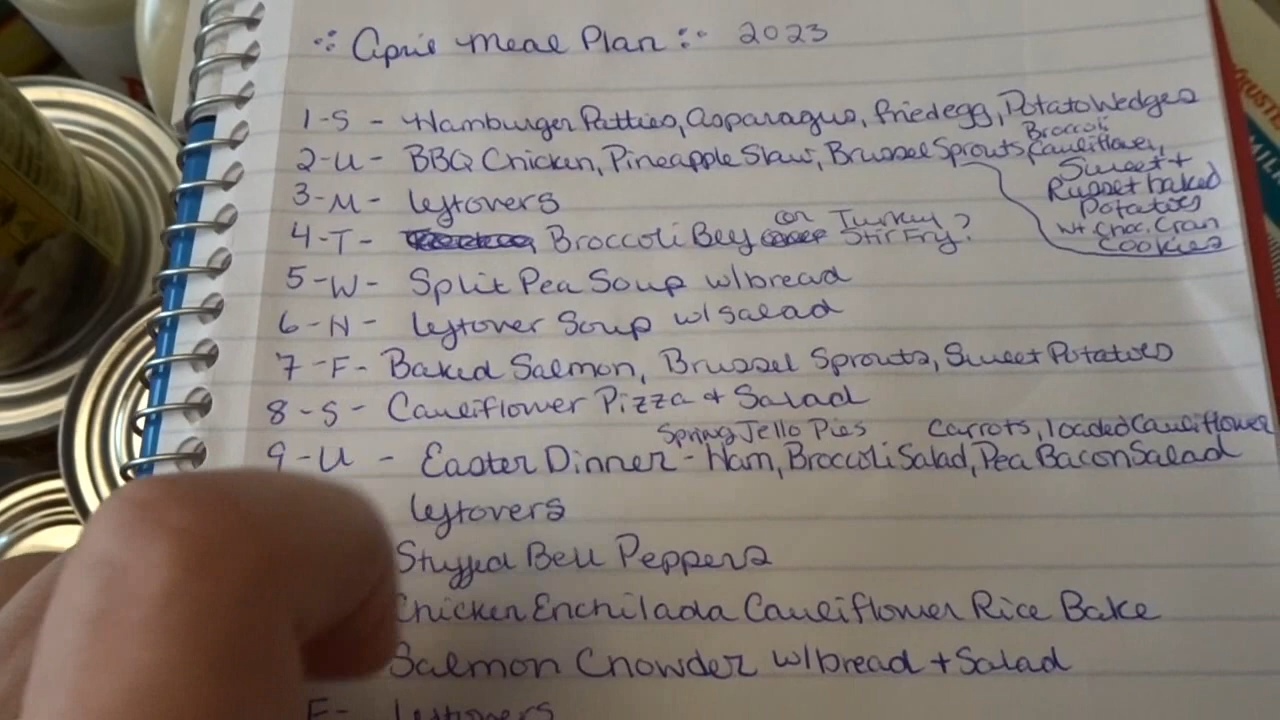 April Meal Plan 2023
1-S - Hamburger Patties, Asparagus, Fried egg, Potato Wedges
2-U- BBQ Chicken, Pineapple Slaw, Brussel Sprouts,
Broccoli
Cauliflower,
Sweet +
Russet baked
Potatoes
wt Choc. Cran
Cookies
3-M- leftovers
4-T- Broccoli Beef or Turkey Stir Fry?
5-W- Split Pea Soup w/bread
6-H- leftover Soup w/salad
7-F- Baked Salmon, Brussel Sprouts, Sweet Potatoes
8-S- Cauliflower Pizza + Salad
Spring Jello Pies Carrots, loaded Cauliflower
9-U - Easter Dinner - Ham, Broccoli Salad, Pea Bacon Salad
leftovers
Stuffed Bell Peppers
Chicken Enchilada Cauliflower Rice Bake
Salmon Chowder w/bread + Salad
F- leftovers